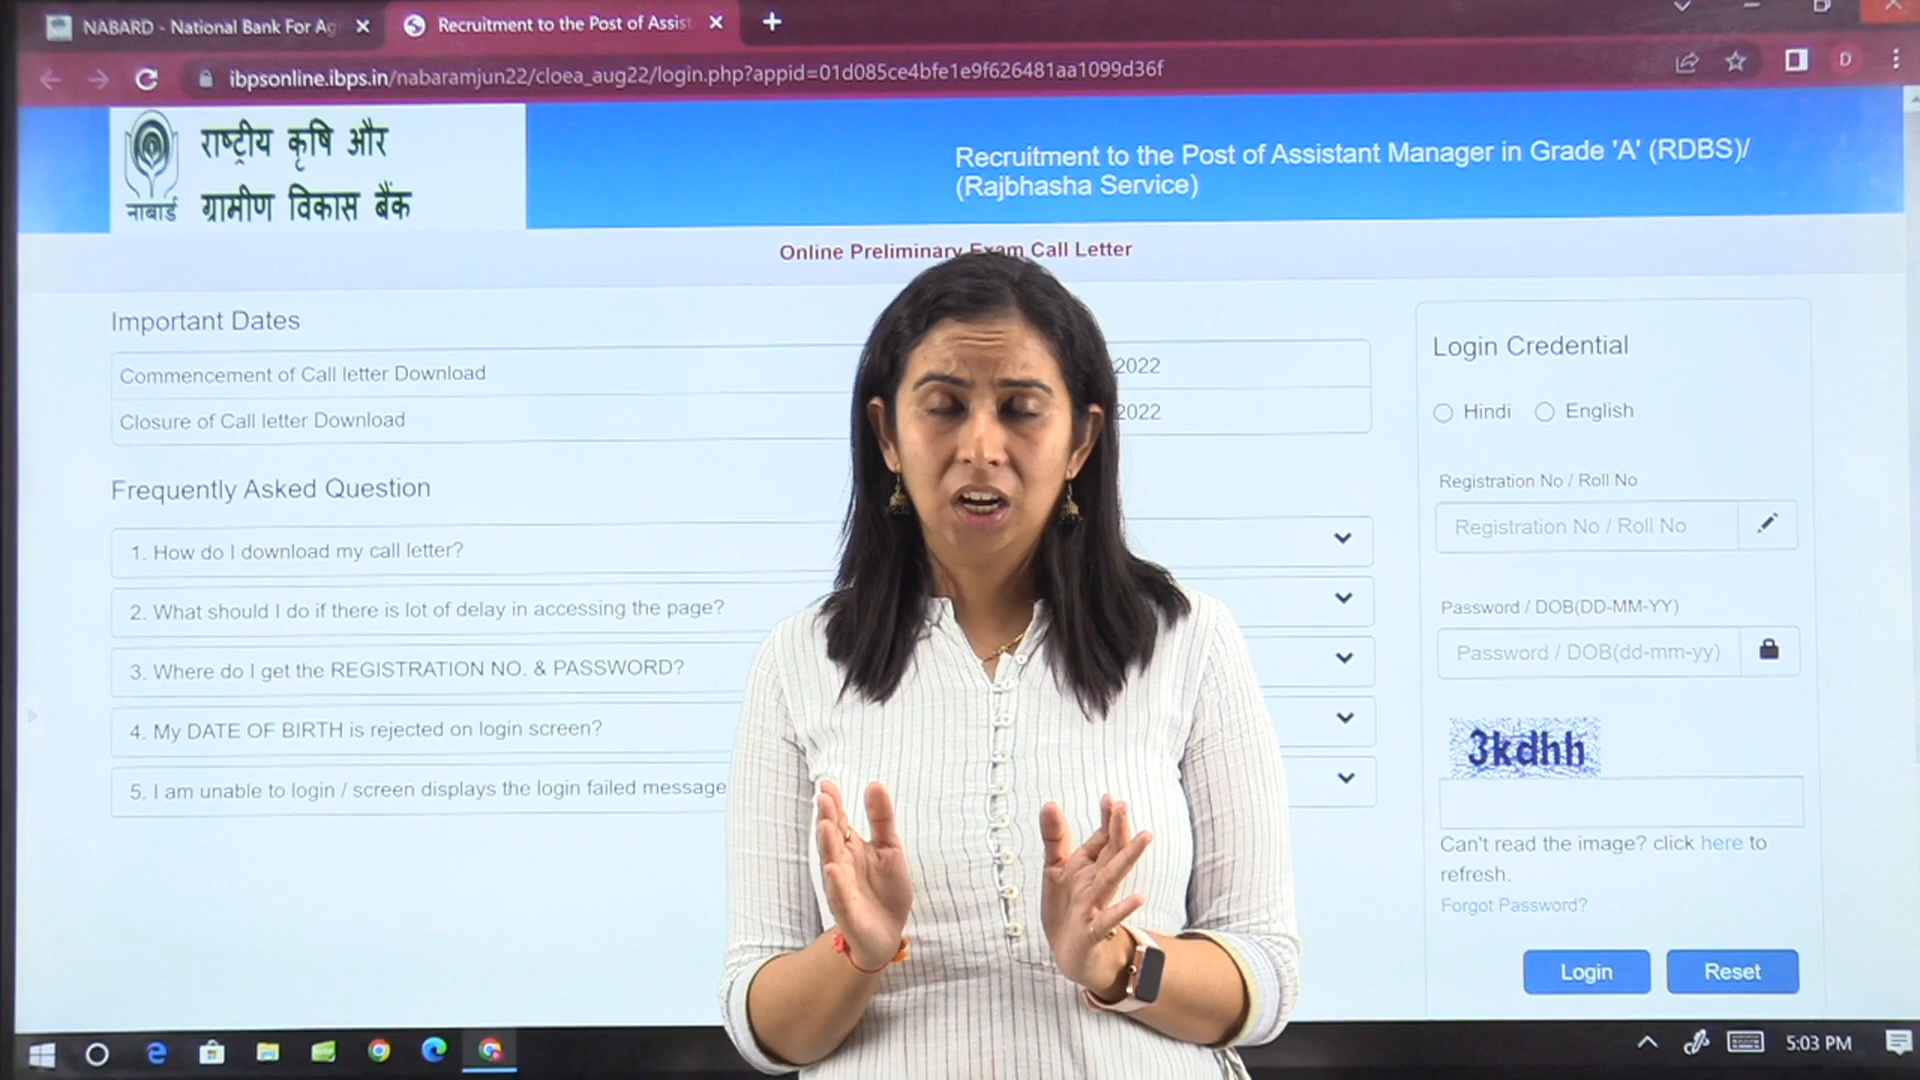 NABARD - National Bank For Ag
Recruitment to the Post of Assist
ibpsonline.ibps.in/nabaramjun22/cloea_aug22/login.php?appid=01d085ce4bfe1e9f626481aa1099d36f
D
राष्ट्रीय कृषि और
ग्रामीण विकास बैंक
नाबार्ड
Recruitment to the Post of Assistant Manager in Grade 'A' (RDBS)/
(Rajbhasha Service)
Online Preliminary Exam Call Letter
Important Dates
Commencement of Call letter Download
2022
Closure of Call letter Download
2022
Frequently Asked Question
1. How do I download my call letter?
2. What should I do if there is lot of delay in accessing the page?
3. Where do I get the REGISTRATION NO. & PASSWORD?
4. My DATE OF BIRTH is rejected on login screen?
5. I am unable to login / screen displays the login failed message
Login Credential
Hindi English
Registration No / Roll No
Registration No / Roll No
Password / DOB(DD-MM-YY)
Password / DOB(dd-mm-yy)
3kdhh
Can't read the image? click here to
refresh.
Forgot Password?
Login Reset
5:03 PM